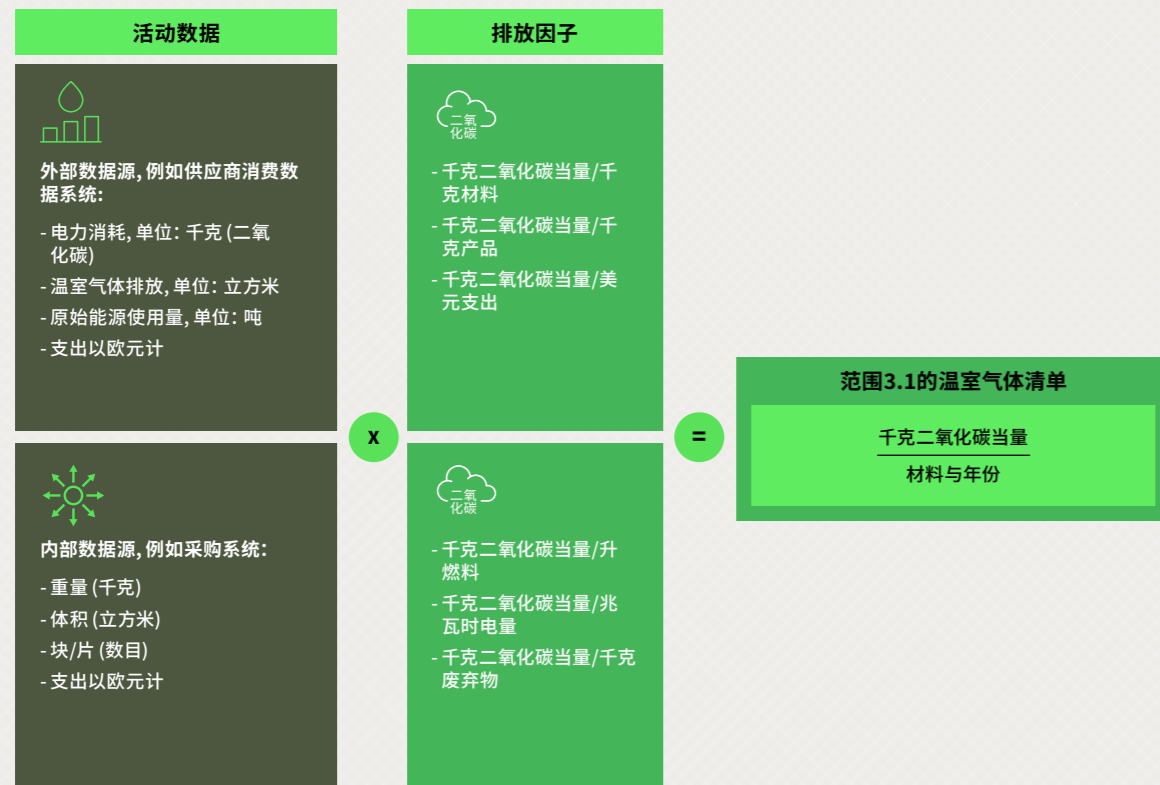 活动数据
外部数据源, 例如供应商消费数
据系统:
- 电力消耗, 单位: 千克 (二氧
化碳)
- 温室气体排放, 单位: 立方米
- 原始能源使用量, 单位: 吨
- 支出以欧元计
内部数据源, 例如采购系统:
- 重量 (千克)
- 体积 (立方米)
- 块/片 (数目)
- 支出以欧元计
x
排放因子
二氧
化碳
- 千克二氧化碳当量/千
克材料
- 千克二氧化碳当量/千
克产品
- 千克二氧化碳当量/美
元支出
二氧
化碳
- 千克二氧化碳当量/升
燃料
- 千克二氧化碳当量/兆
瓦时电量
- 千克二氧化碳当量/千克
废弃物
=
范围3.1的温室气体清单
千克二氧化碳当量
材料与年份